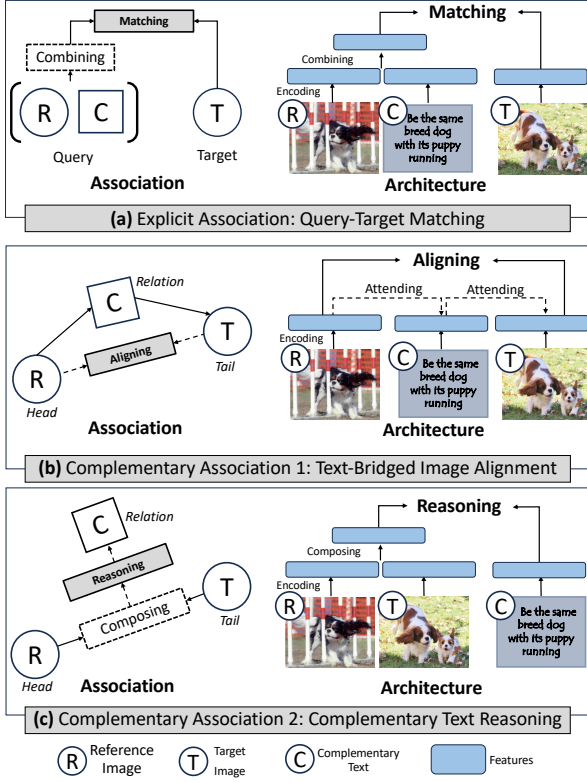 Matching
Combining
R
C
T
Query
Target
Association
Matching
Combining
Encoding
R
C
Be the same
breed dog
with its puppy
running
T
Architecture
(a) Explicit Association: Query-Target Matching
Relation
C
T
Aligning
R
Tail
Head
Association
Aligning
Attending
Attending
Encoding
R
C
Be the same
breed dog
with its puppy
running
T
Architecture
(b) Complementary Association 1: Text-Bridged Image Alignment
C
Relation
Reasoning
T
Composing
Tail
R
Head
Association
Reasoning
Composing
Encoding
R
T
C
Be the same
breed dog
with its puppy
running
Architecture
(c) Complementary Association 2: Complementary Text Reasoning
R
Reference
Image
T
Target
Image
C
Complementary
Text
Features